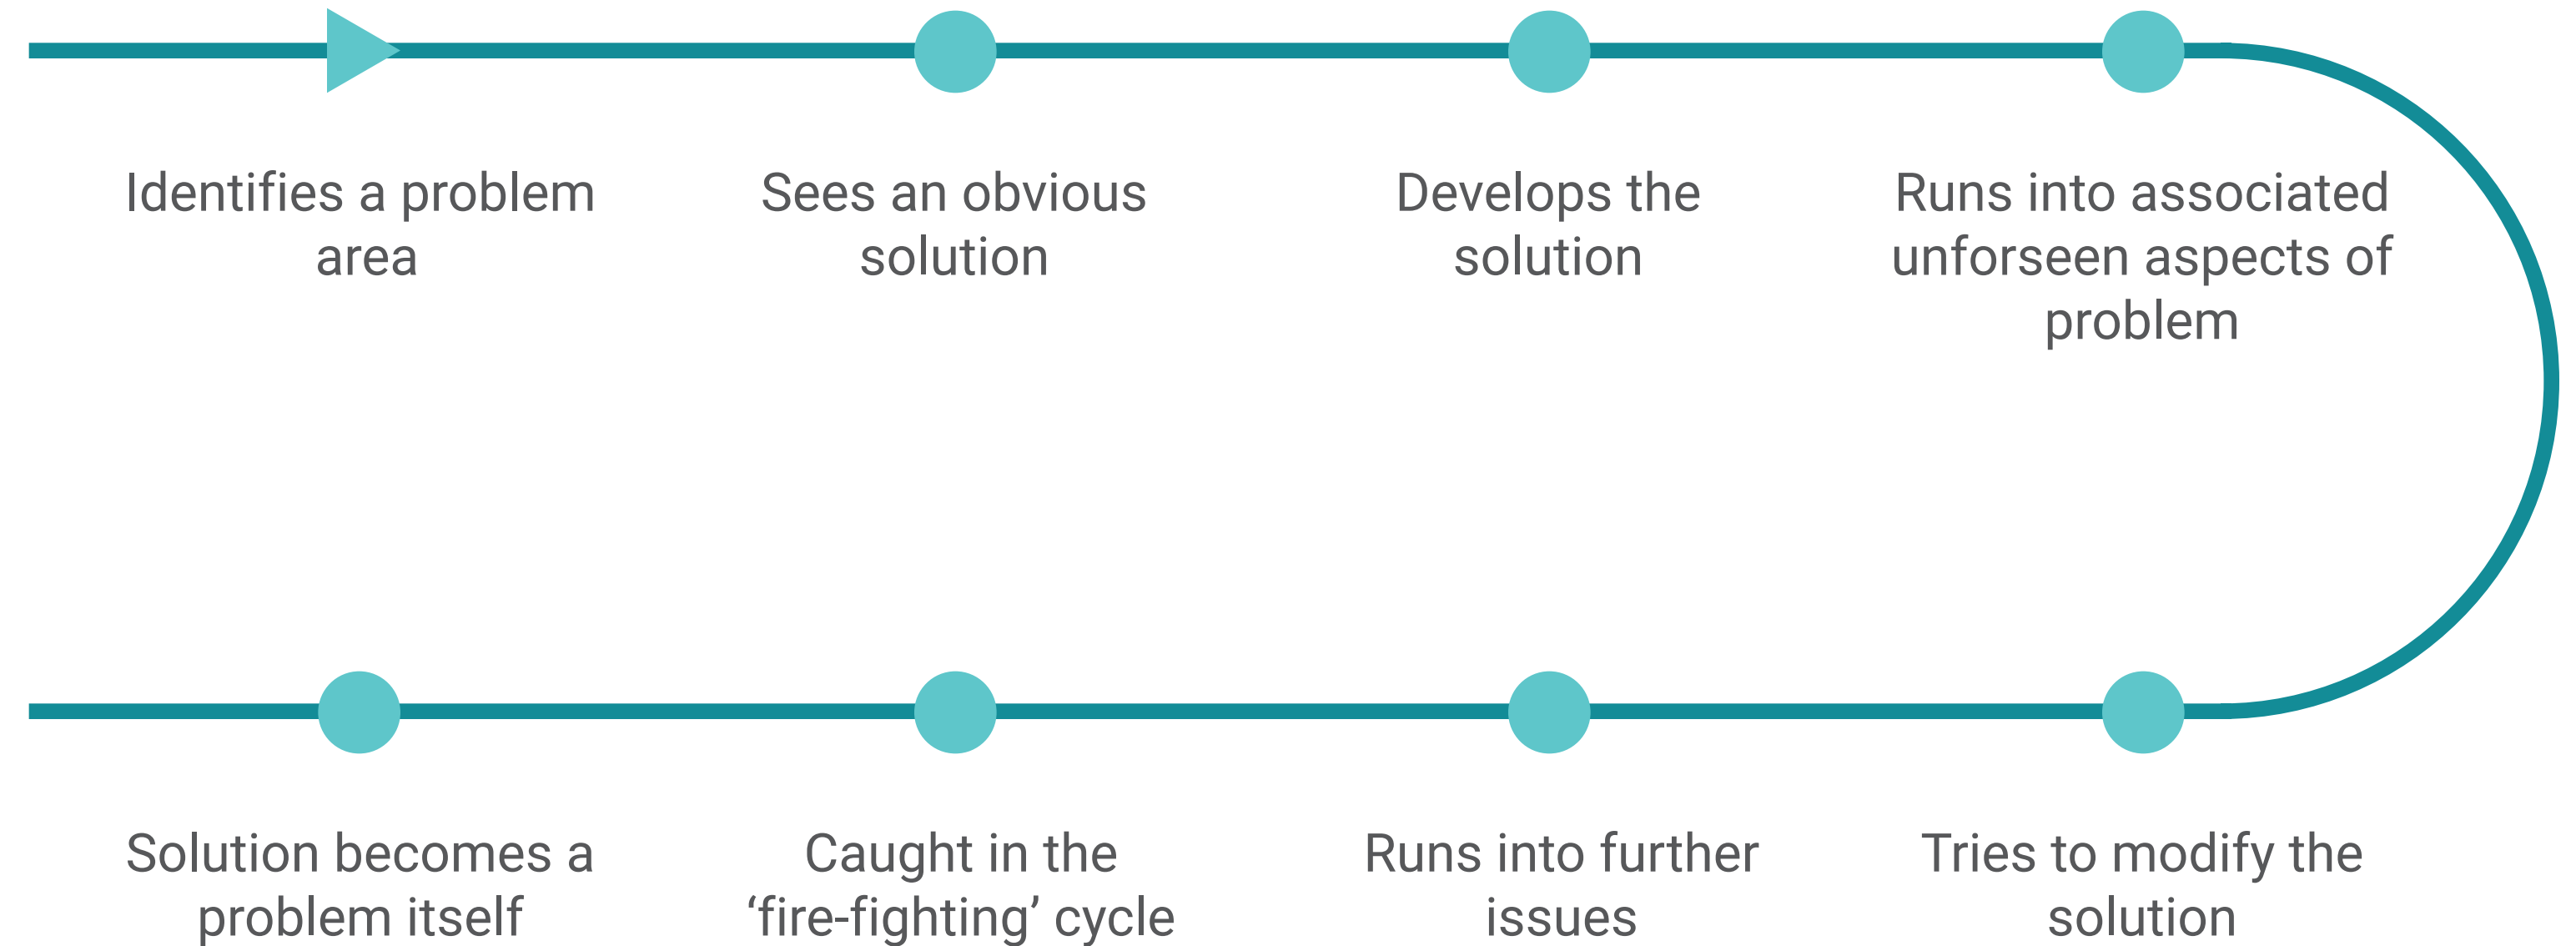 Identifies a problem
area
Sees an obvious
solution
Develops the
solution
Runs into associated
unforseen aspects of
problem
Tries to modify the
solution
Runs into further
issues
Caught in the
‘fire-fighting’ cycle
Solution becomes a
problem itself